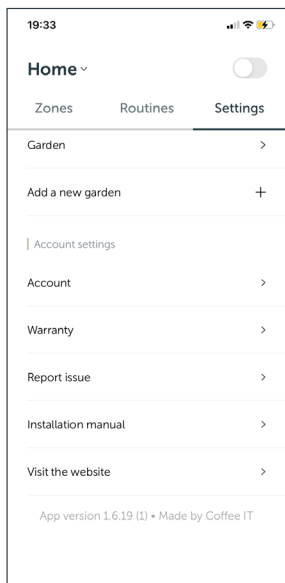 19:33
Home
Zones Routines Settings
Garden
Add a new garden
Account settings
Account
Warranty
Report issue
Installation manual
Visit the website
App version 1.6.19 (1) • Made by Coffee IT